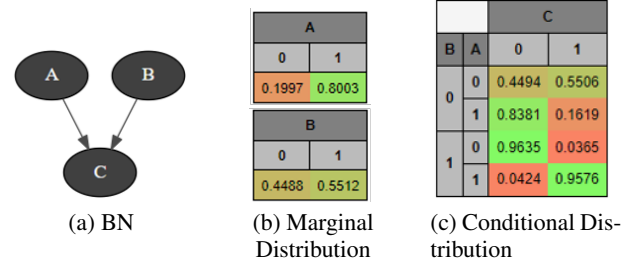 A
B
C
(a) BN
A
0 1
0.1997 0.8003
B
0 1
0.4488 0.5512
(b) Marginal
Distribution
C
B A 0 1
0 0 0.4494 0.5506
1 0.8381 0.1619
1 0 0.9635 0.0365
1 0.0424 0.9576
(c) Conditional Dis-
tribution